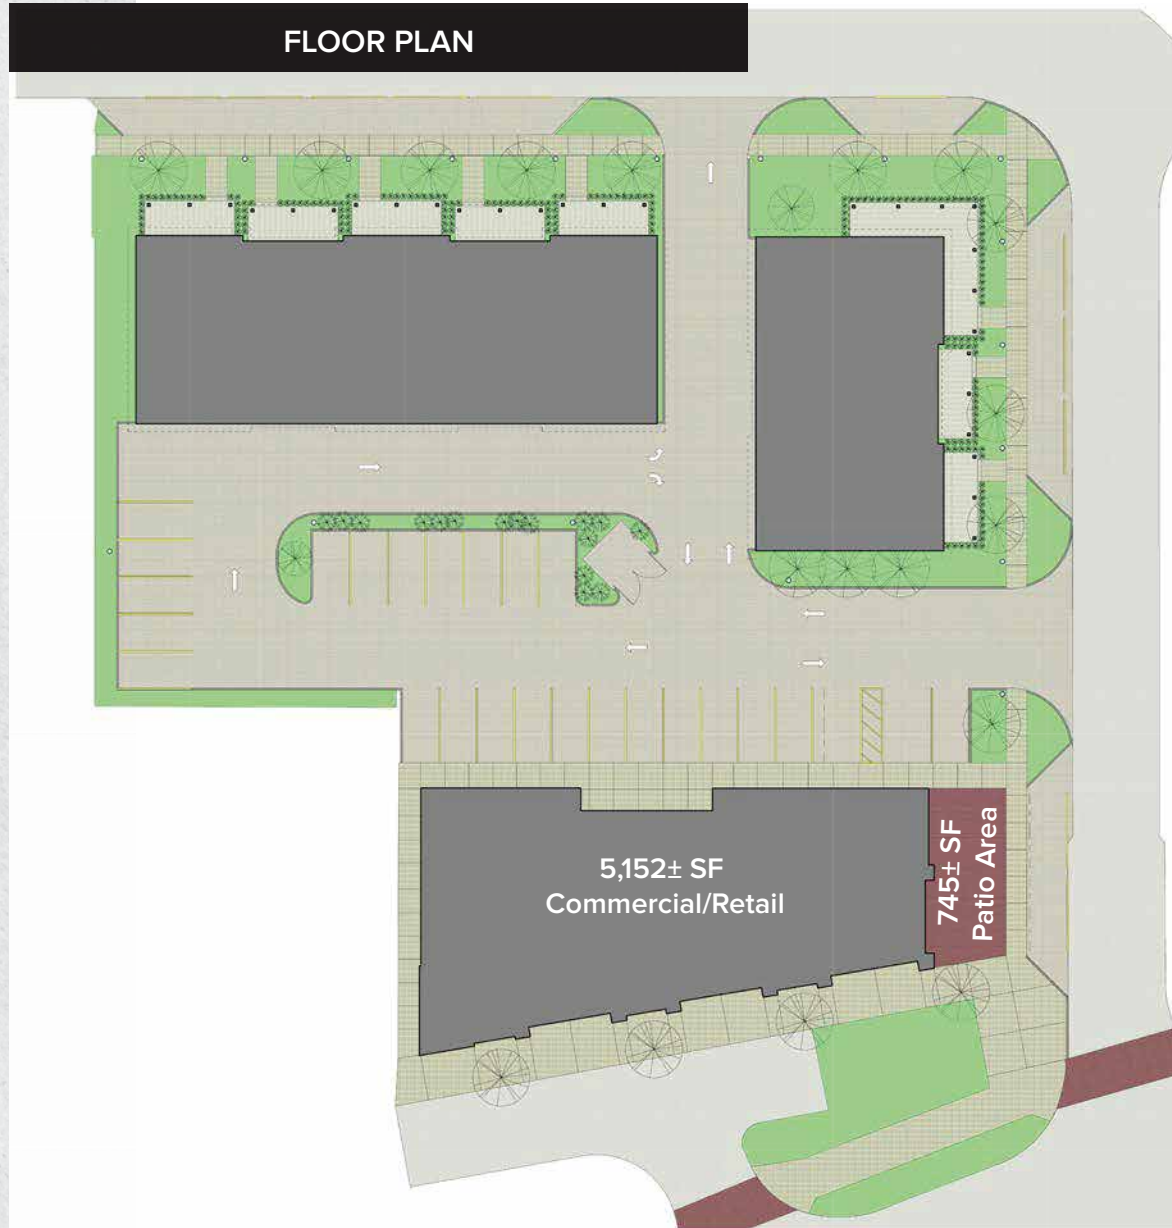 FLOOR PLAN
5,152± SF
Commercial/Retail
745± SF
Patio Area